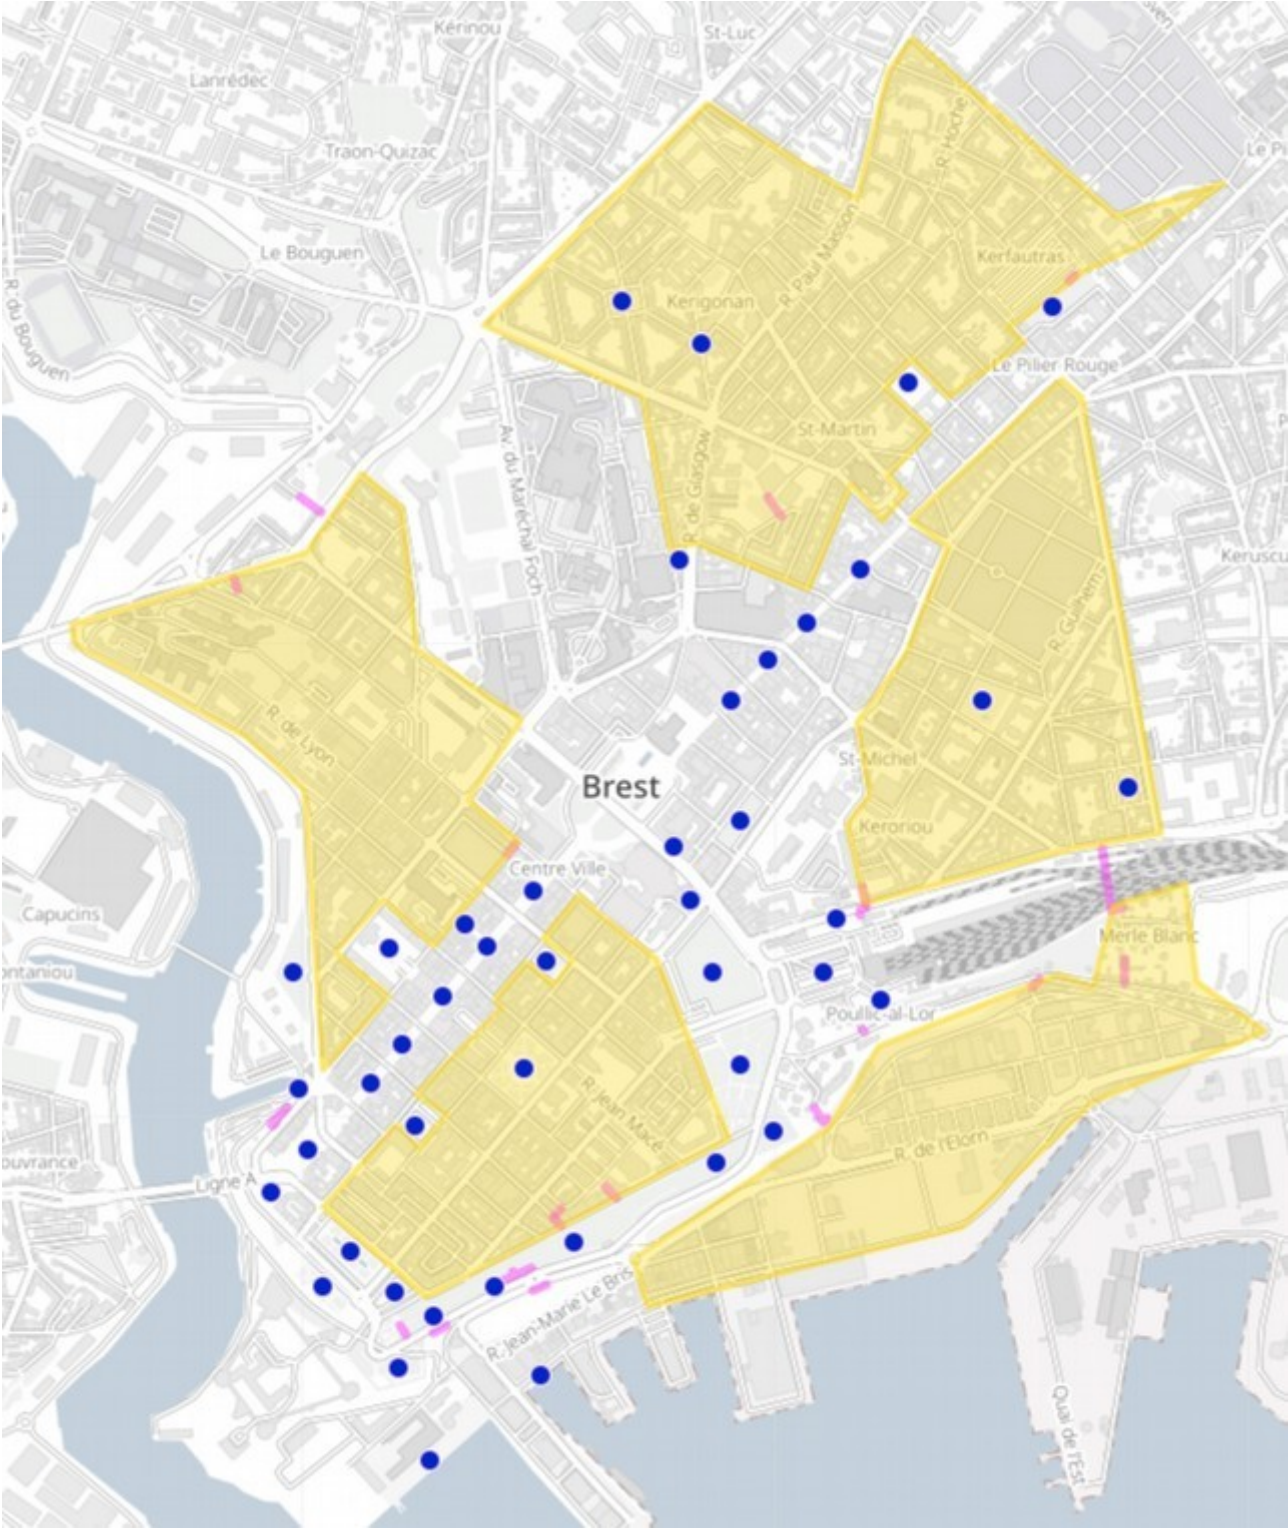 Kérinou
St-Luc
Lanrédec
Traon-Quizac
R. Hoche
Le Pi
Le Bouguen
R. Paul Masson
Kerfautras
R. du Bouguen
Kerigonan
Le Pilier Rouge
St-Martin
Av. du Maréchal Foch
R. de Glasgow
Keruscu
R. Guilhem
R. de Lyon
St-Michel
Brest
Keroriou
Centre Ville
Capucins
Merle Blanc
ontaniou
Poullic-al-Lor
R. Jean Macé
R. de l'Elorn
ouvrance
Ligne A
R. Jean-Marie Le Bris
Quai de l'Est